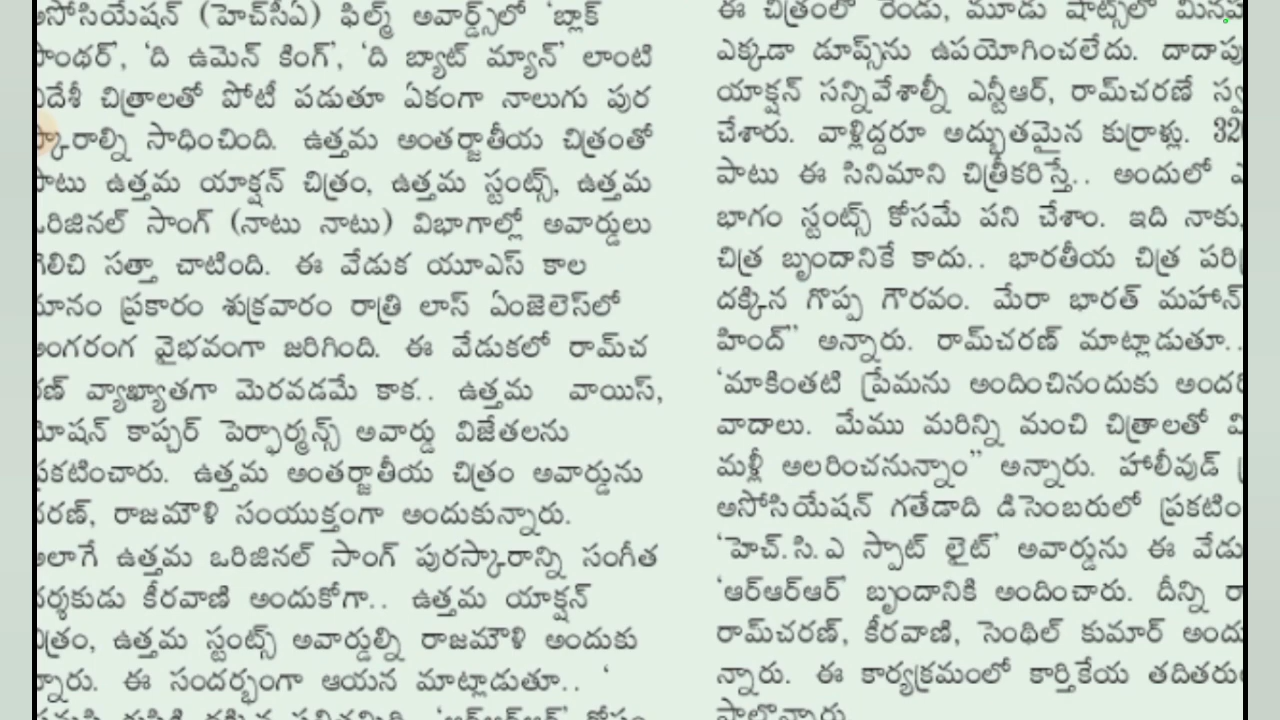 అసోసియేషన్ (హెచ్‌సీఏ) ఫిల్మ్ అవార్డ్స్‌లో ‘బ్లాక్
‘ది ఉమెన్ కింగ్’, ‘ది బ్యాట్ మ్యాన్’ లాంటి
చిత్రాలతో పోటీ పడుతూ ఏకంగా నాలుగు పుర
స్కారాల్ని సాధించింది. ఉత్తమ అంతర్జాతీయ చిత్రంతో
పాటు ఉత్తమ యాక్షన్ చిత్రం, ఉత్తమ స్టంట్స్, ఉత్తమ
ఒరిజినల్ సాంగ్ (నాటు నాటు) విభాగాల్లో అవార్డులు
గెలిచి సత్తా చాటింది. ఈ వేడుక యూఎస్ కాల
మానం ప్రకారం శుక్రవారం రాత్రి లాస్ ఏంజెలెస్‌లో
అంగరంగ వైభవంగా జరిగింది. ఈ వేడుకలో రామ్‌చ
రణ్ వ్యాఖ్యాతగా మెరవడమే కాక.. ఉత్తమ వాయిస్,
మోషన్ కాప్చర్ పెర్ఫార్మన్స్ అవార్డు విజేతలను
ప్రకటించారు. ఉత్తమ అంతర్జాతీయ చిత్రం అవార్డును
చరణ్, రాజమౌళి సంయుక్తంగా అందుకున్నారు.
అలాగే ఉత్తమ ఒరిజినల్ సాంగ్ పురస్కారాన్ని సంగీత
దర్శకుడు కీరవాణి అందుకోగా.. ఉత్తమ యాక్షన్
చిత్రం, ఉత్తమ స్టంట్స్ అవార్డుల్ని రాజమౌళి అందుకు
న్నారు. ఈ సందర్భంగా ఆయన మాట్లాడుతూ.. ‘
ఈ చిత్రంలో రెండు, మూడు షాట్స్‌లో
ఎక్కడా డూప్స్‌ను ఉపయోగించలేదు.
యాక్షన్ సన్నివేశాల్నీ ఎన్టీఆర్, రామ్‌చరణే
చేశారు. వాళ్లిద్దరూ అద్భుతమైన కుర్రాళ్లు.
పాటు ఈ సినిమాని చిత్రీకరిస్తే.. అందులో
భాగం స్టంట్స్ కోసమే పని చేశాం. ఇది నాకు,
చిత్ర బృందానికే కాదు.. భారతీయ చిత్ర
దక్కిన గొప్ప గౌరవం. మేరా భారత్ మహాన్
హింద్’’ అన్నారు. రామ్‌చరణ్ మాట్లాడుతూ..
‘మాకింతటి ప్రేమను అందించినందుకు
వాదాలు. మేము మరిన్ని మంచి చిత్రాలతో
మళ్లీ అలరించనున్నాం’’ అన్నారు. హాలీవుడ్
అసోసియేషన్ గతేడాది డిసెంబరులో
‘హెచ్.సి.ఎ స్పాట్ లైట్’ అవార్డును ఈ
‘ఆర్ఆర్ఆర్’ బృందానికి అందించారు. దీన్ని
రామ్‌చరణ్, కీరవాణి, సెంథిల్ కుమార్
న్నారు. ఈ కార్యక్రమంలో కార్తికేయ
పాల్గొన్నారు.